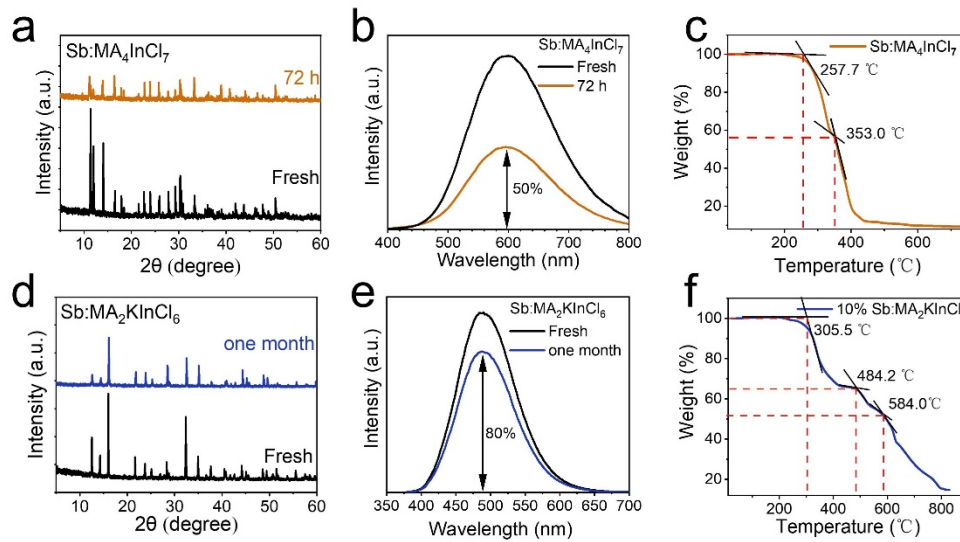 a
Sb:MA₄InCl₇
72 h
Fresh
Intensity (a.u.)
10 20 30 40 50 60
2θ (degree)
b
Sb:MA₄InCl₇
Fresh
72 h
50%
Intensity (a.u.)
400 500 600 700 800
Wavelength (nm)
c
Sb:MA₄InCl₇
257.7 ℃
353.0 ℃
Weight (%)
100
80
60
40
20
0 200 400 600
Temperature (℃)
d
Sb:MA₂KInCl₆
one month
Fresh
Intensity (a.u.)
10 20 30 40 50 60
2θ (degree)
e
Sb:MA₂KInCl₆
Fresh
one month
80%
Intensity (a.u.)
350 400 450 500 550 600 650 700
Wavelength (nm)
f
10% Sb:MA₂KInCl
305.5 ℃
484.2 ℃
584.0℃
Weight (%)
100
80
60
40
20
0 200 400 600 800
Temperature (℃)